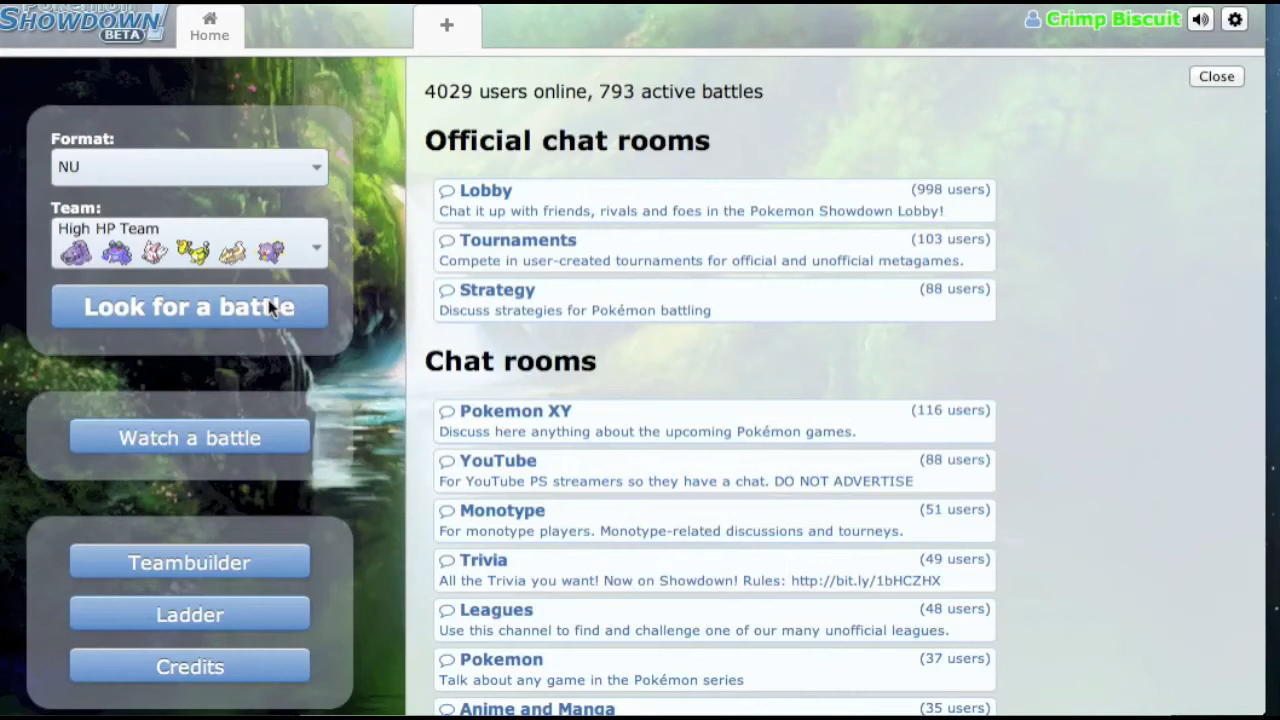 Pokémon
SHOWDOWN!
BETA
Home
+
Crimp Biscuit
Format:
NU
Team:
High HP Team
Look for a battle
Watch a battle
Teambuilder
Ladder
Credits
Close
4029 users online, 793 active battles
Official chat rooms
Lobby (998 users)
Chat it up with friends, rivals and foes in the Pokemon Showdown Lobby!
Tournaments (103 users)
Compete in user-created tournaments for official and unofficial metagames.
Strategy (88 users)
Discuss strategies for Pokémon battling
Chat rooms
Pokemon XY (116 users)
Discuss here anything about the upcoming Pokémon games.
YouTube (88 users)
For YouTube PS streamers so they have a chat. DO NOT ADVERTISE
Monotype (51 users)
For monotype players. Monotype-related discussions and tourneys.
Trivia (49 users)
All the Trivia you want! Now on Showdown! Rules: http://bit.ly/1bHCZHX
Leagues (48 users)
Use this channel to find and challenge one of our many unofficial leagues.
Pokemon (37 users)
Talk about any game in the Pokémon series
Anime and Manga (35 users)